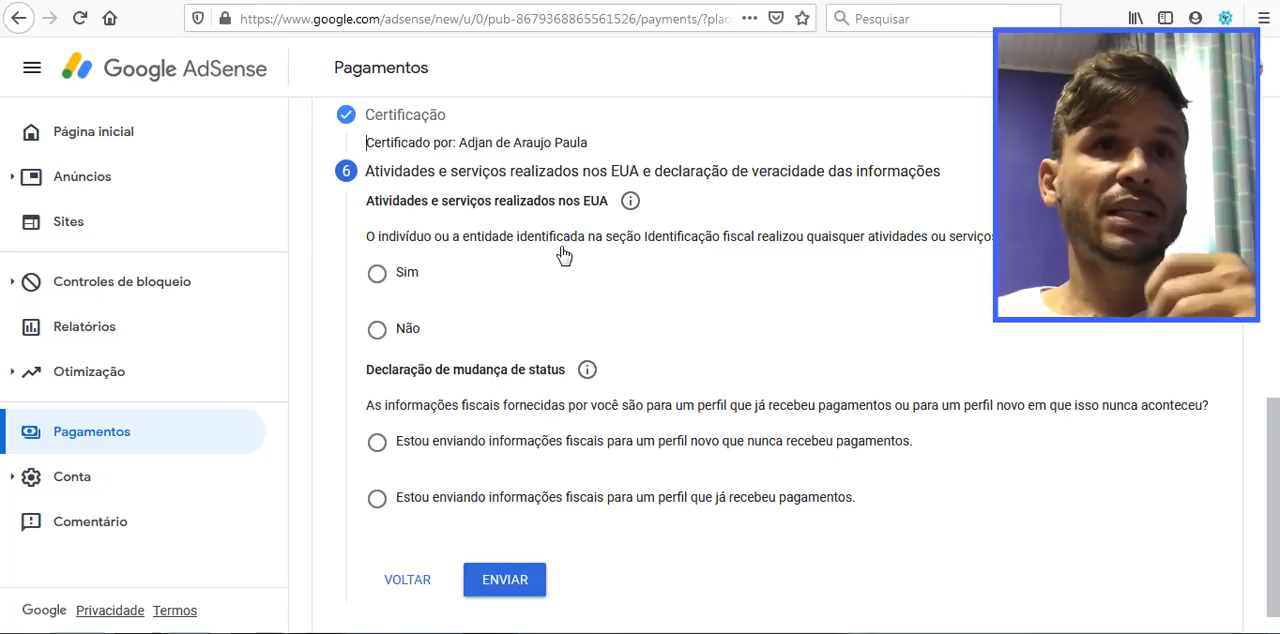 https://www.google.com/adsense/new/u/0/pub-8679368865561526/payments/?plac
Pesquisar
Google AdSense
Pagamentos
Página inicial
Anúncios
Sites
Controles de bloqueio
Relatórios
Otimização
Pagamentos
Conta
Comentário
Google Privacidade Termos
Certificação
Certificado por: Adjan de Araujo Paula
6 Atividades e serviços realizados nos EUA e declaração de veracidade das informações
Atividades e serviços realizados nos EUA
O indivíduo ou a entidade identificada na seção Identificação fiscal realizou quaisquer atividades ou serviços
Sim
Não
Declaração de mudança de status
As informações fiscais fornecidas por você são para um perfil que já recebeu pagamentos ou para um perfil novo em que isso nunca aconteceu?
Estou enviando informações fiscais para um perfil novo que nunca recebeu pagamentos.
Estou enviando informações fiscais para um perfil que já recebeu pagamentos.
VOLTAR
ENVIAR